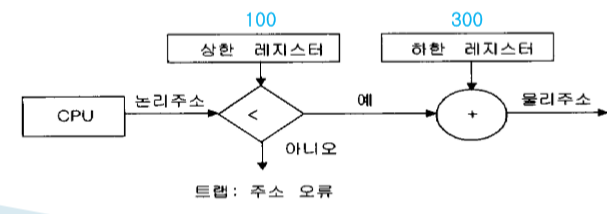 100 300
상한 레지스터 하한 레지스터
CPU 논리주소 < 예 + 물리주소
아니오
트랩: 주소 오류